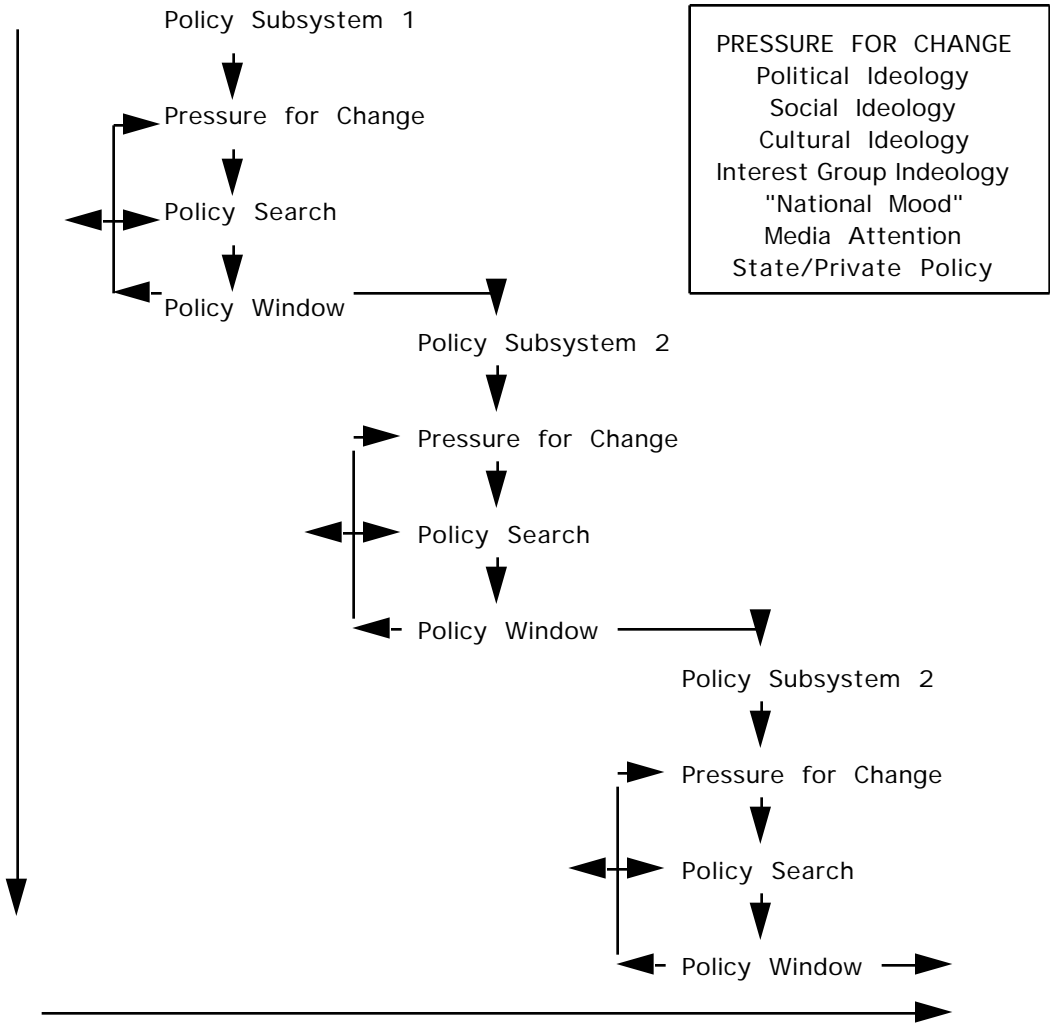 Policy Subsystem 1
Pressure for Change
Policy Search
Policy Window
PRESSURE FOR CHANGE
Political Ideology
Social Ideology
Cultural Ideology
Interest Group Indeology
"National Mood"
Media Attention
State/Private Policy
Policy Subsystem 2
Pressure for Change
Policy Search
Policy Window
Policy Subsystem 2
Pressure for Change
Policy Search
Policy Window